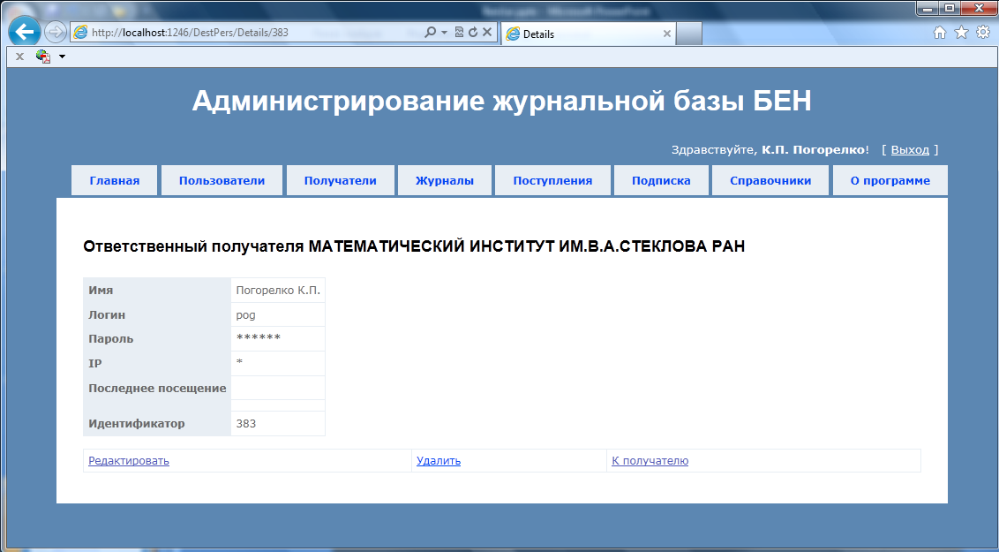 http://localhost:1246/DestPers/Details/383
Details
Администрирование журнальной базы БЕН
Здравствуйте, К.П. Погорелко! [ Выход ]
Главная Пользователи Получатели Журналы Поступления Подписка Справочники О программе
Ответственный получателя МАТЕМАТИЧЕСКИЙ ИНСТИТУТ ИМ.В.А.СТЕКЛОВА РАН
Имя Погорелко К.П.
Логин pog
Пароль ******
IP *
Последнее посещение
Идентификатор 383
Редактировать Удалить К получателю